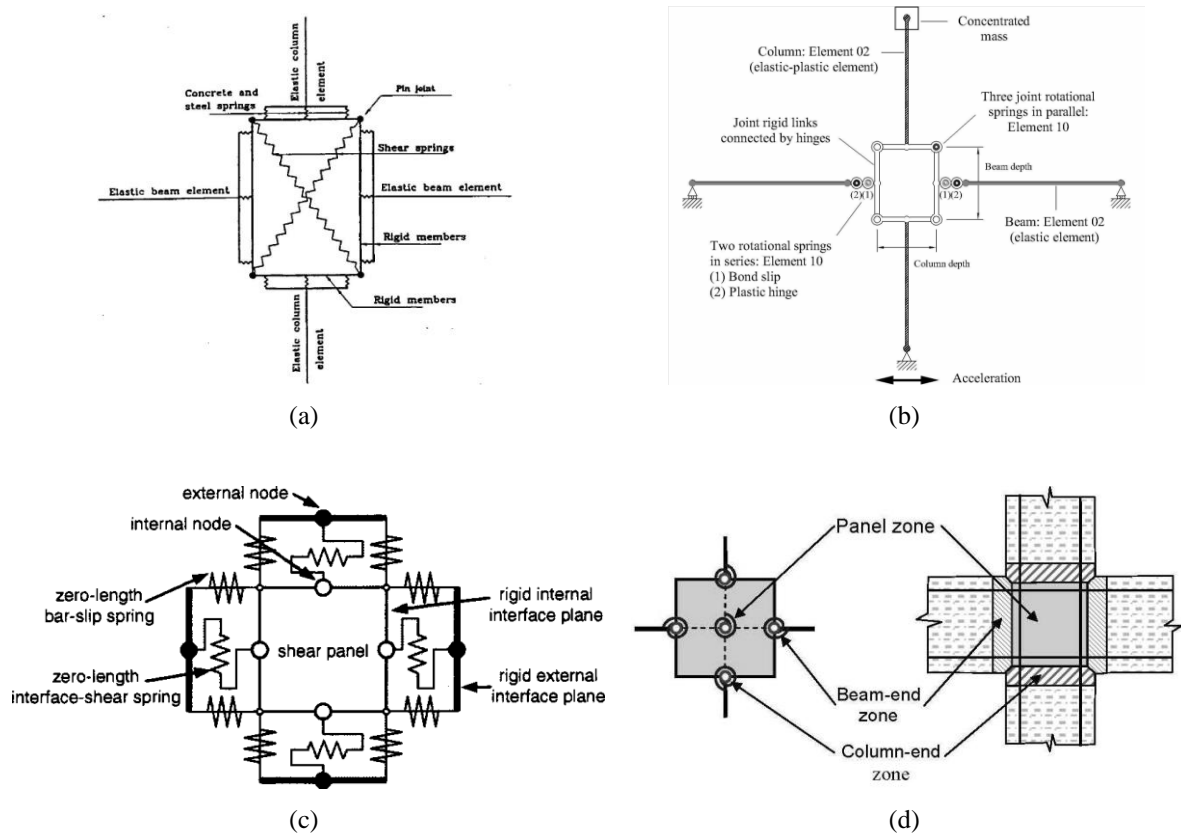 Elastic column
element
Concrete and
steel springs
Pin joint
Shear springs
Elastic beam element
Elastic beam element
Rigid members
Rigid members
Elastic column
element
(a)
Concentrated
mass
Column: Element 02
(elastic-plastic element)
Three joint rotational
springs in parallel:
Element 10
Joint rigid links
connected by hinges
Beam depth
(2)(1)
(1)(2)
Beam: Element 02
(elastic element)
Two rotational springs
in series: Element 10
(1) Bond slip
(2) Plastic hinge
Column depth
Acceleration
(b)
external node
internal node
zero-length
bar-slip spring
rigid internal
interface plane
shear panel
zero-length
interface-shear spring
rigid external
interface plane
(c)
Panel zone
Beam-end
zone
Column-end
zone
(d)